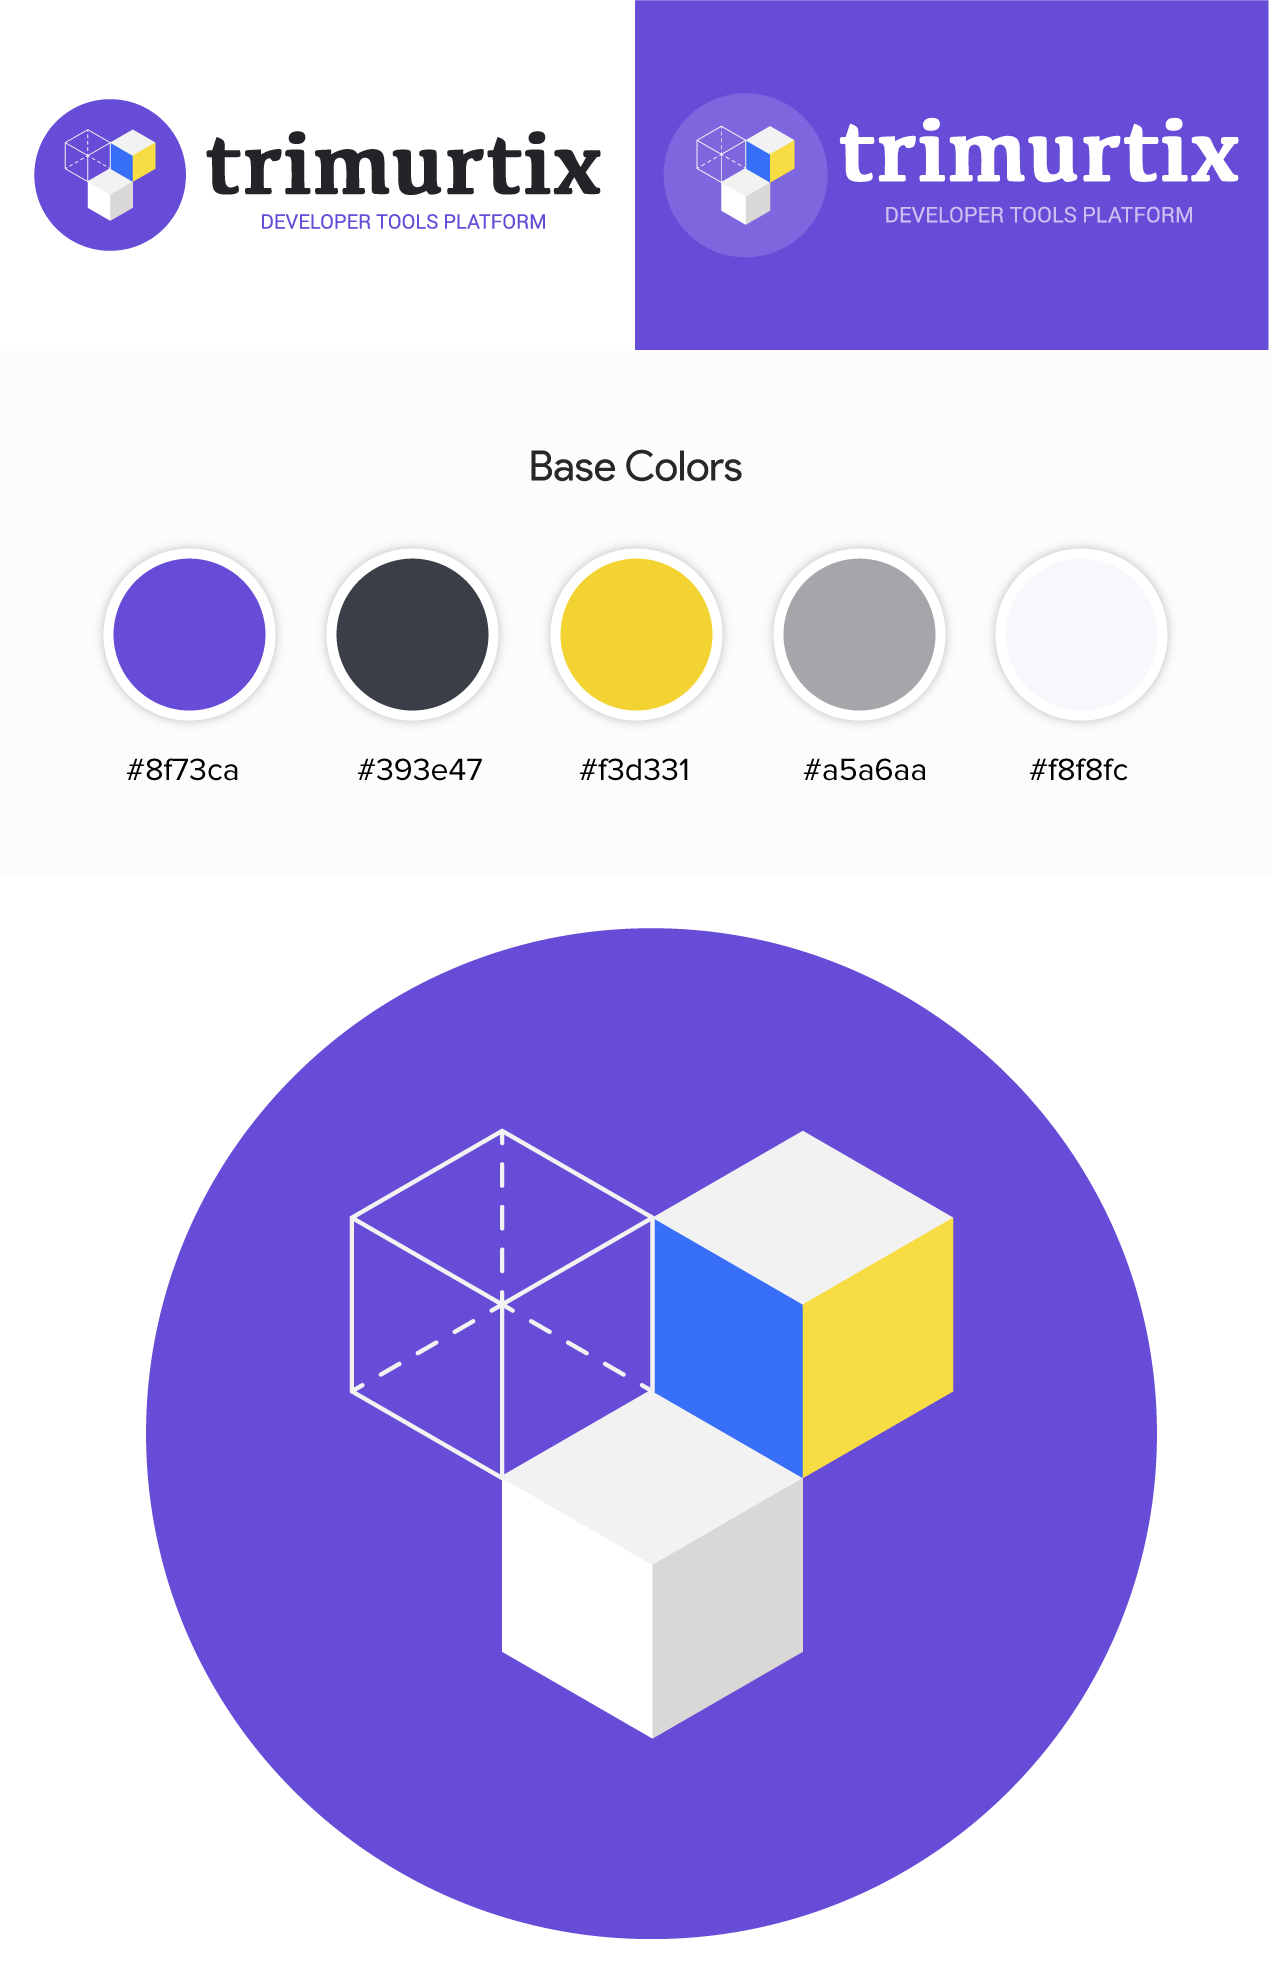 trimurtix
DEVELOPER TOOLS PLATFORM
trimurtix
DEVELOPER TOOLS PLATFORM
Base Colors
#8f73ca
#393e47
#f3d331
#a5a6aa
#f8f8fc